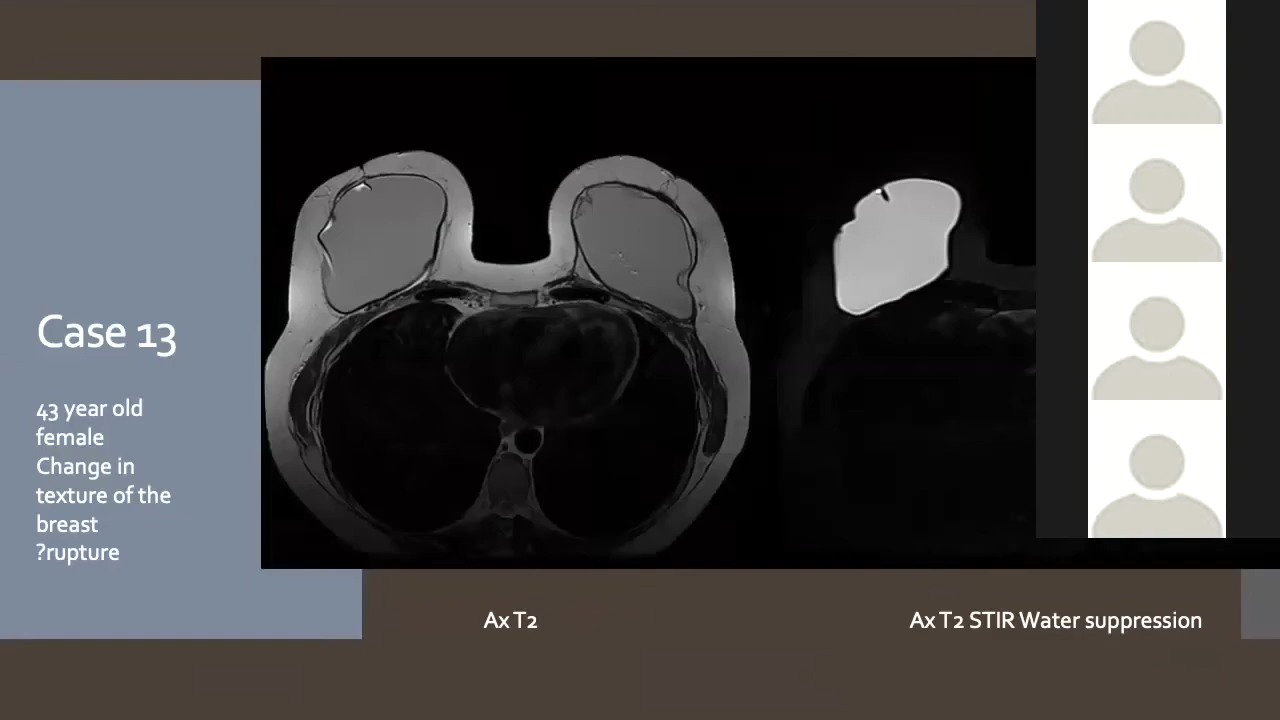 Case 13
43 year old
female
Change in
texture of the
breast
?rupture
Ax T2
Ax T2 STIR Water suppression